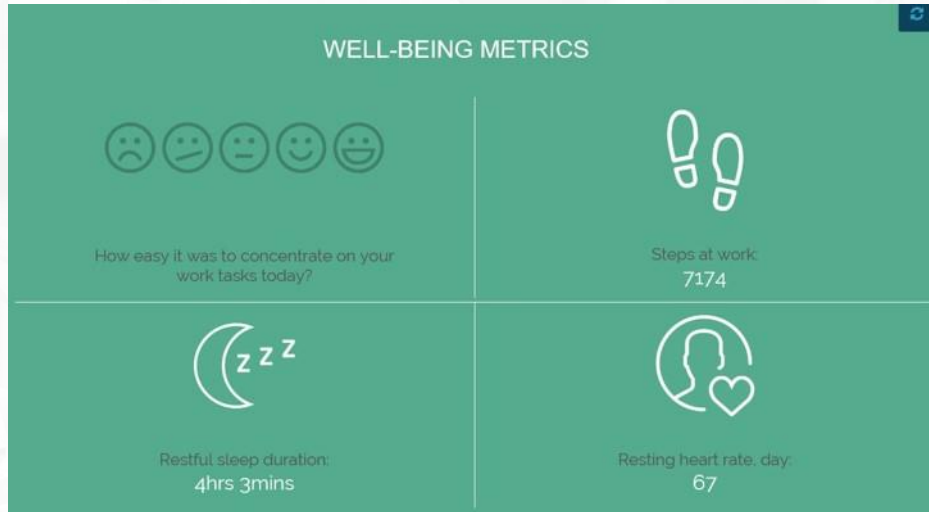 WELL-BEING METRICS
How easy it was to concentrate on your
work tasks today?
Steps at work:
7174
z z z
Restful sleep duration:
4hrs 3mins
Resting heart rate, day:
67